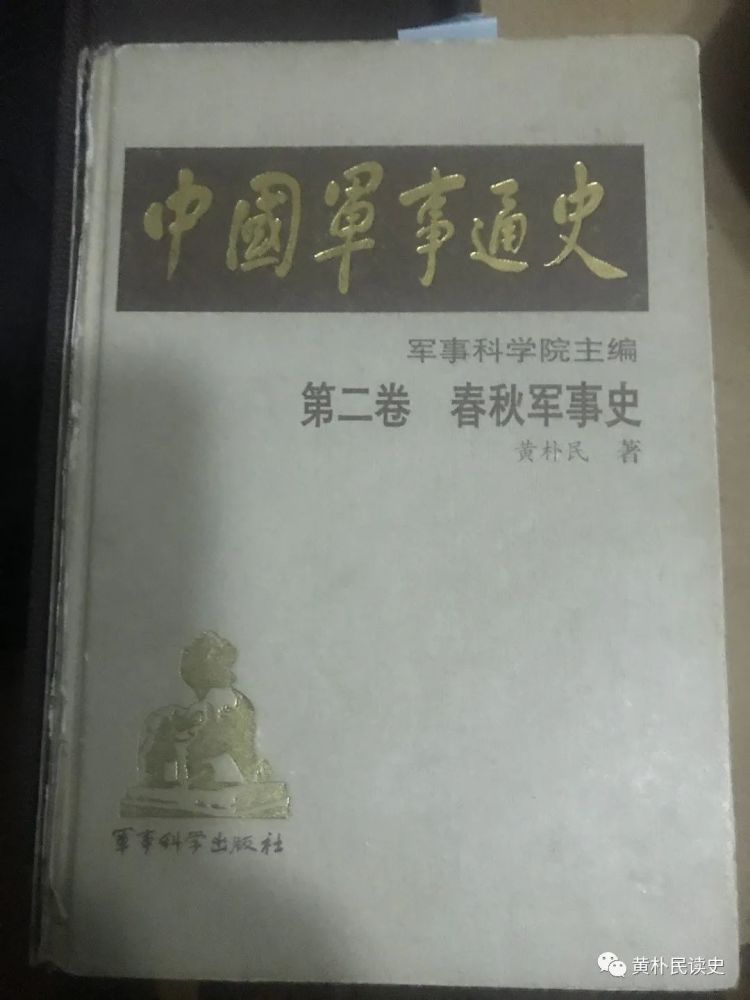 中國軍事通史
军事科学院主编
第二卷 春秋军事史
黄朴民 著
军事科学出版社
黄朴民读史